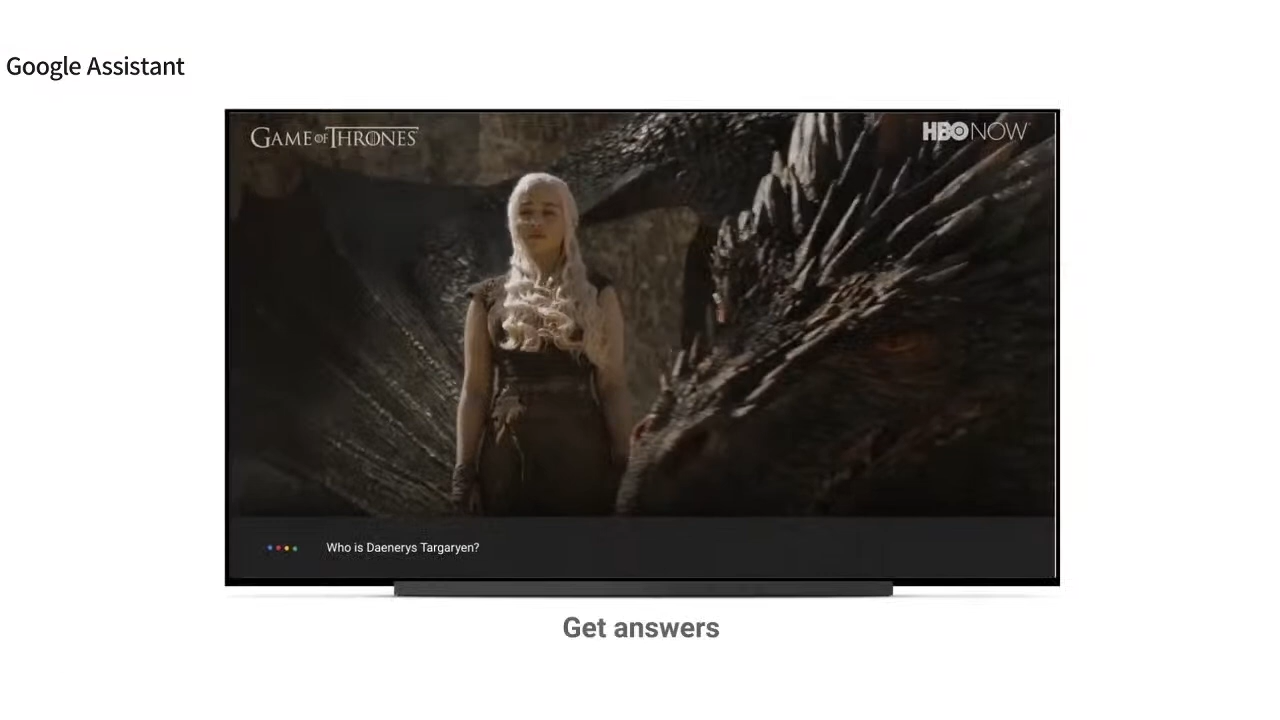 Google Assistant
GAME OF THRONES
HBO NOW
Who is Daenerys Targaryen?
Get answers